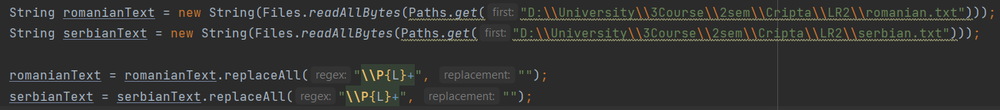 String romanianText = new String(Files.readAllBytes(Paths.get( first: "D:\\University\\3Course\\2sem\\Cripta\\LR2\\romanian.txt")));
String serbianText = new String(Files.readAllBytes(Paths.get( first: "D:\\University\\3Course\\2sem\\Cripta\\LR2\\serbian.txt")));
romanianText = romanianText.replaceAll( regex: "\\P{L}+", replacement: "");
serbianText = serbianText.replaceAll( regex: "\\P{L}+", replacement: "");